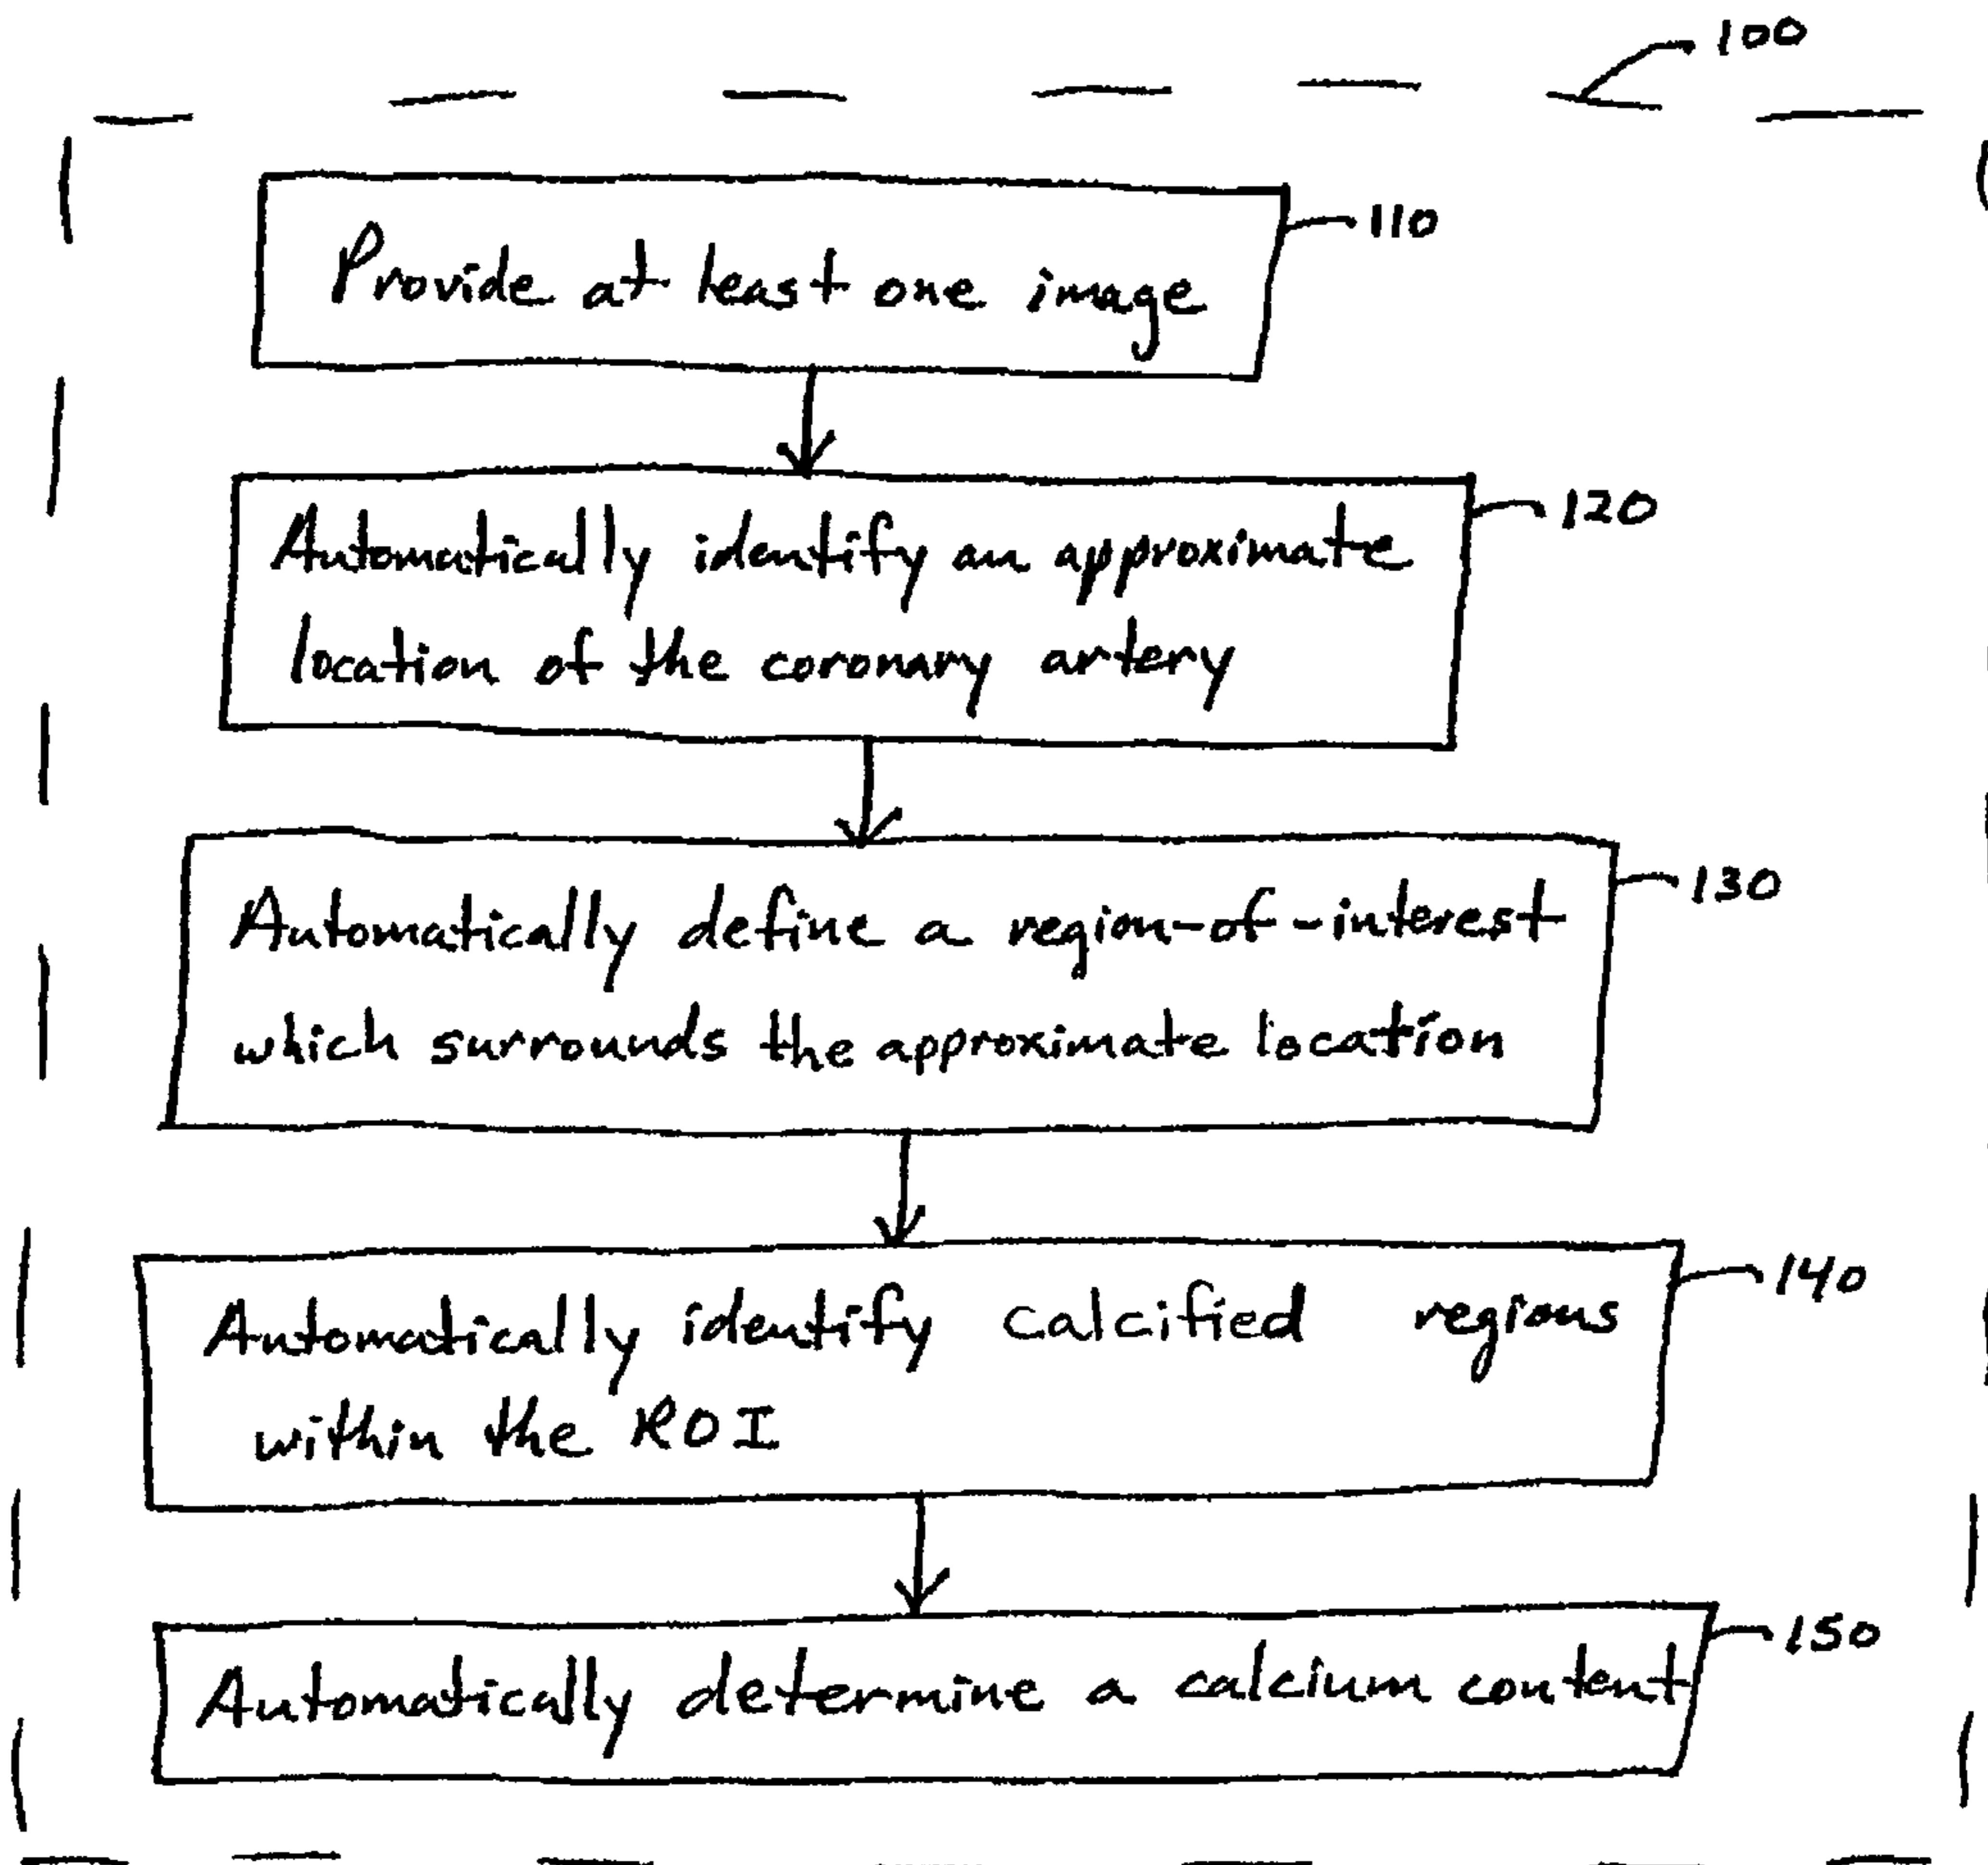 100
Provide at least one image
110
Automatically identify an approximate
120
location of the coronary artery
Automatically define a region-of-interest
130
which surrounds the approximate location
Automatically identify calcified regions
140
within the ROI
Automatically determine a calcium content
150